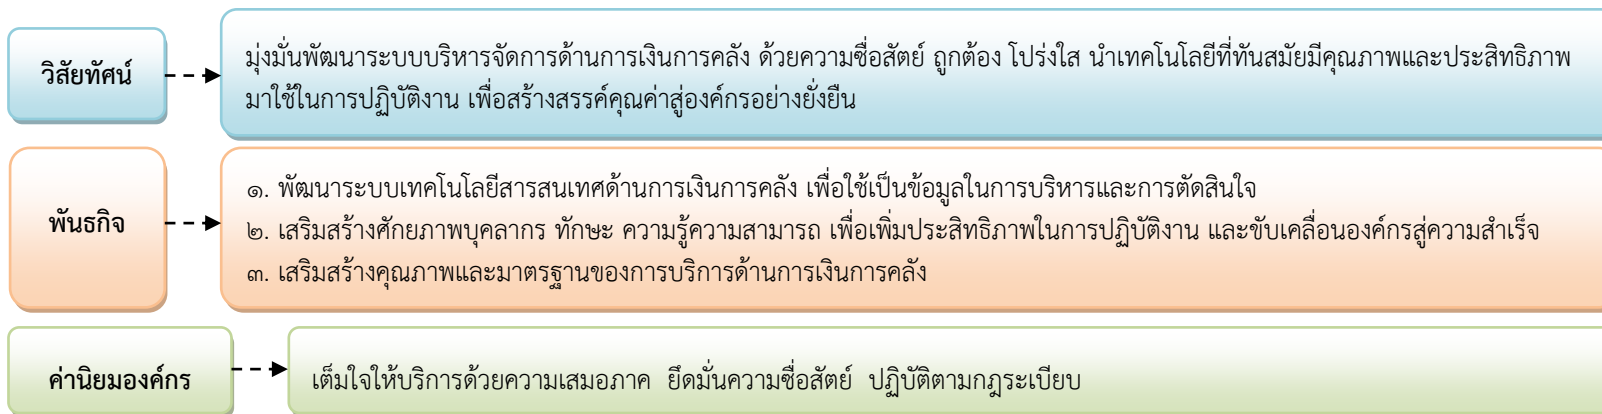 วิสัยทัศน์
มุ่งมั่นพัฒนาระบบบริหารจัดการด้านการเงินการคลัง ด้วยความซื่อสัตย์ ถูกต้อง โปร่งใส นำเทคโนโลยีที่ทันสมัยมีคุณภาพและประสิทธิภาพ
มาใช้ในการปฏิบัติงาน เพื่อสร้างสรรค์คุณค่าสู่องค์กรอย่างยั่งยืน
พันธกิจ
๑. พัฒนาระบบเทคโนโลยีสารสนเทศด้านการเงินการคลัง เพื่อใช้เป็นข้อมูลในการบริหารและการตัดสินใจ
๒. เสริมสร้างศักยภาพบุคลากร ทักษะ ความรู้ความสามารถ เพื่อเพิ่มประสิทธิภาพในการปฏิบัติงาน และขับเคลื่อนองค์กรสู่ความสำเร็จ
๓. เสริมสร้างคุณภาพและมาตรฐานของการบริการด้านการเงินการคลัง
ค่านิยมองค์กร
เต็มใจให้บริการด้วยความเสมอภาค ยึดมั่นความซื่อสัตย์ ปฏิบัติตามกฎระเบียบ